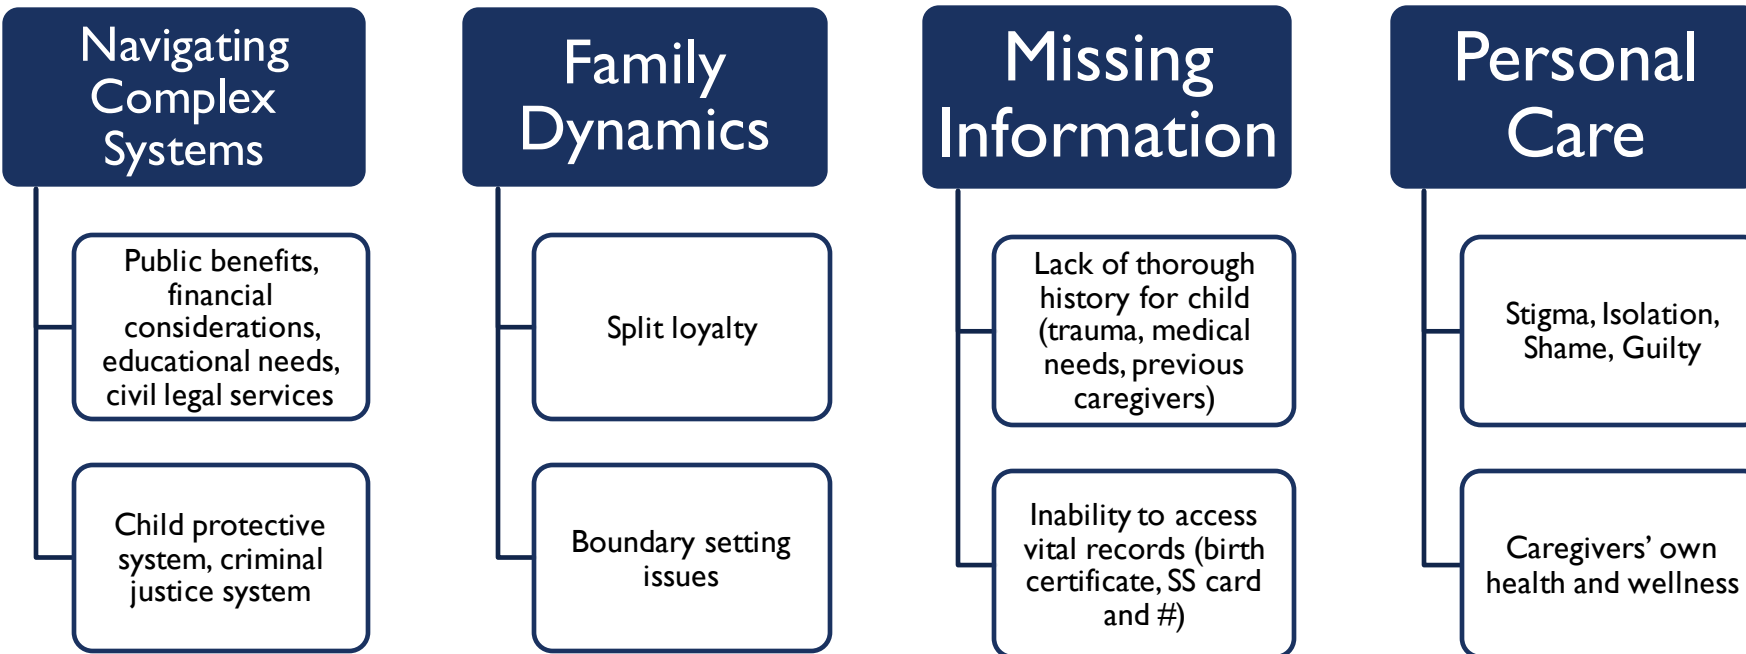 Navigating
Complex
Systems
Public benefits,
financial
considerations,
educational needs,
civil legal services
Child protective
system, criminal
justice system
Family
Dynamics
Split loyalty
Boundary setting
issues
Missing
Information
Lack of thorough
history for child
(trauma, medical
needs, previous
caregivers)
Inability to access
vital records (birth
certificate, SS card
and #)
Personal
Care
Stigma, Isolation,
Shame, Guilty
Caregivers’ own
health and wellness